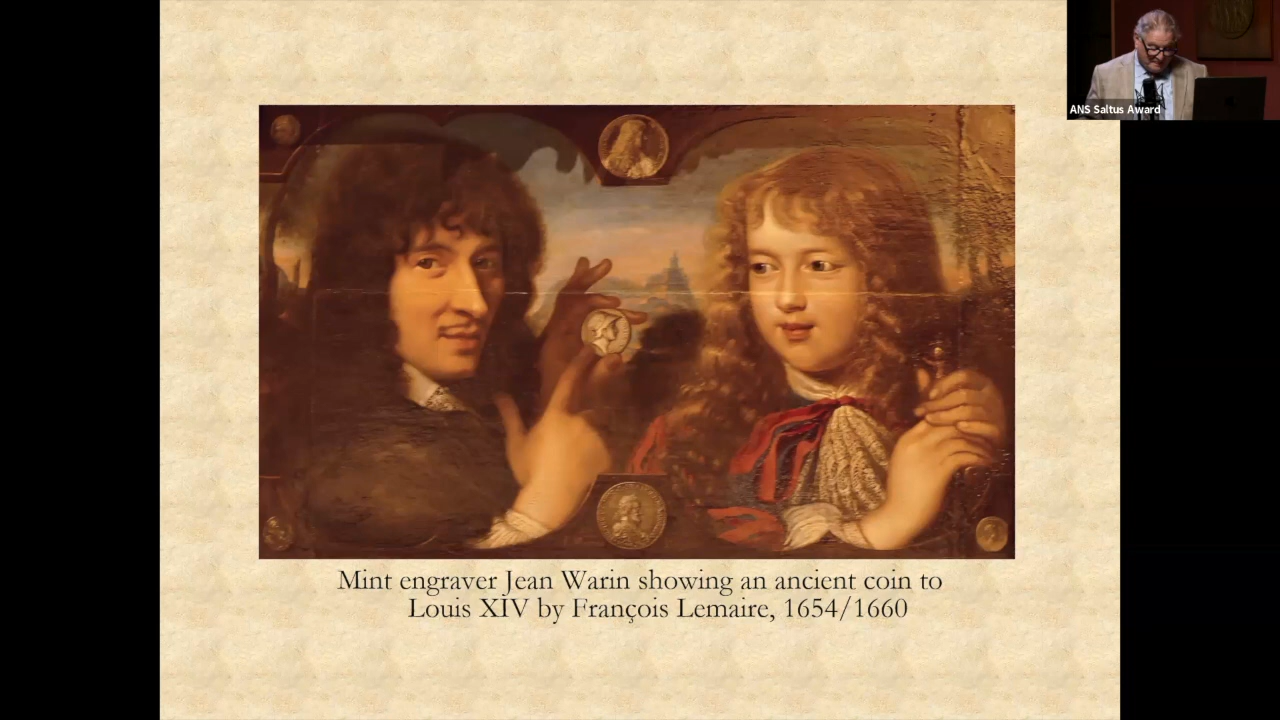 ANS Saltus Award
Mint engraver Jean Warin showing an ancient coin to
Louis XIV by François Lemaire, 1654/1660